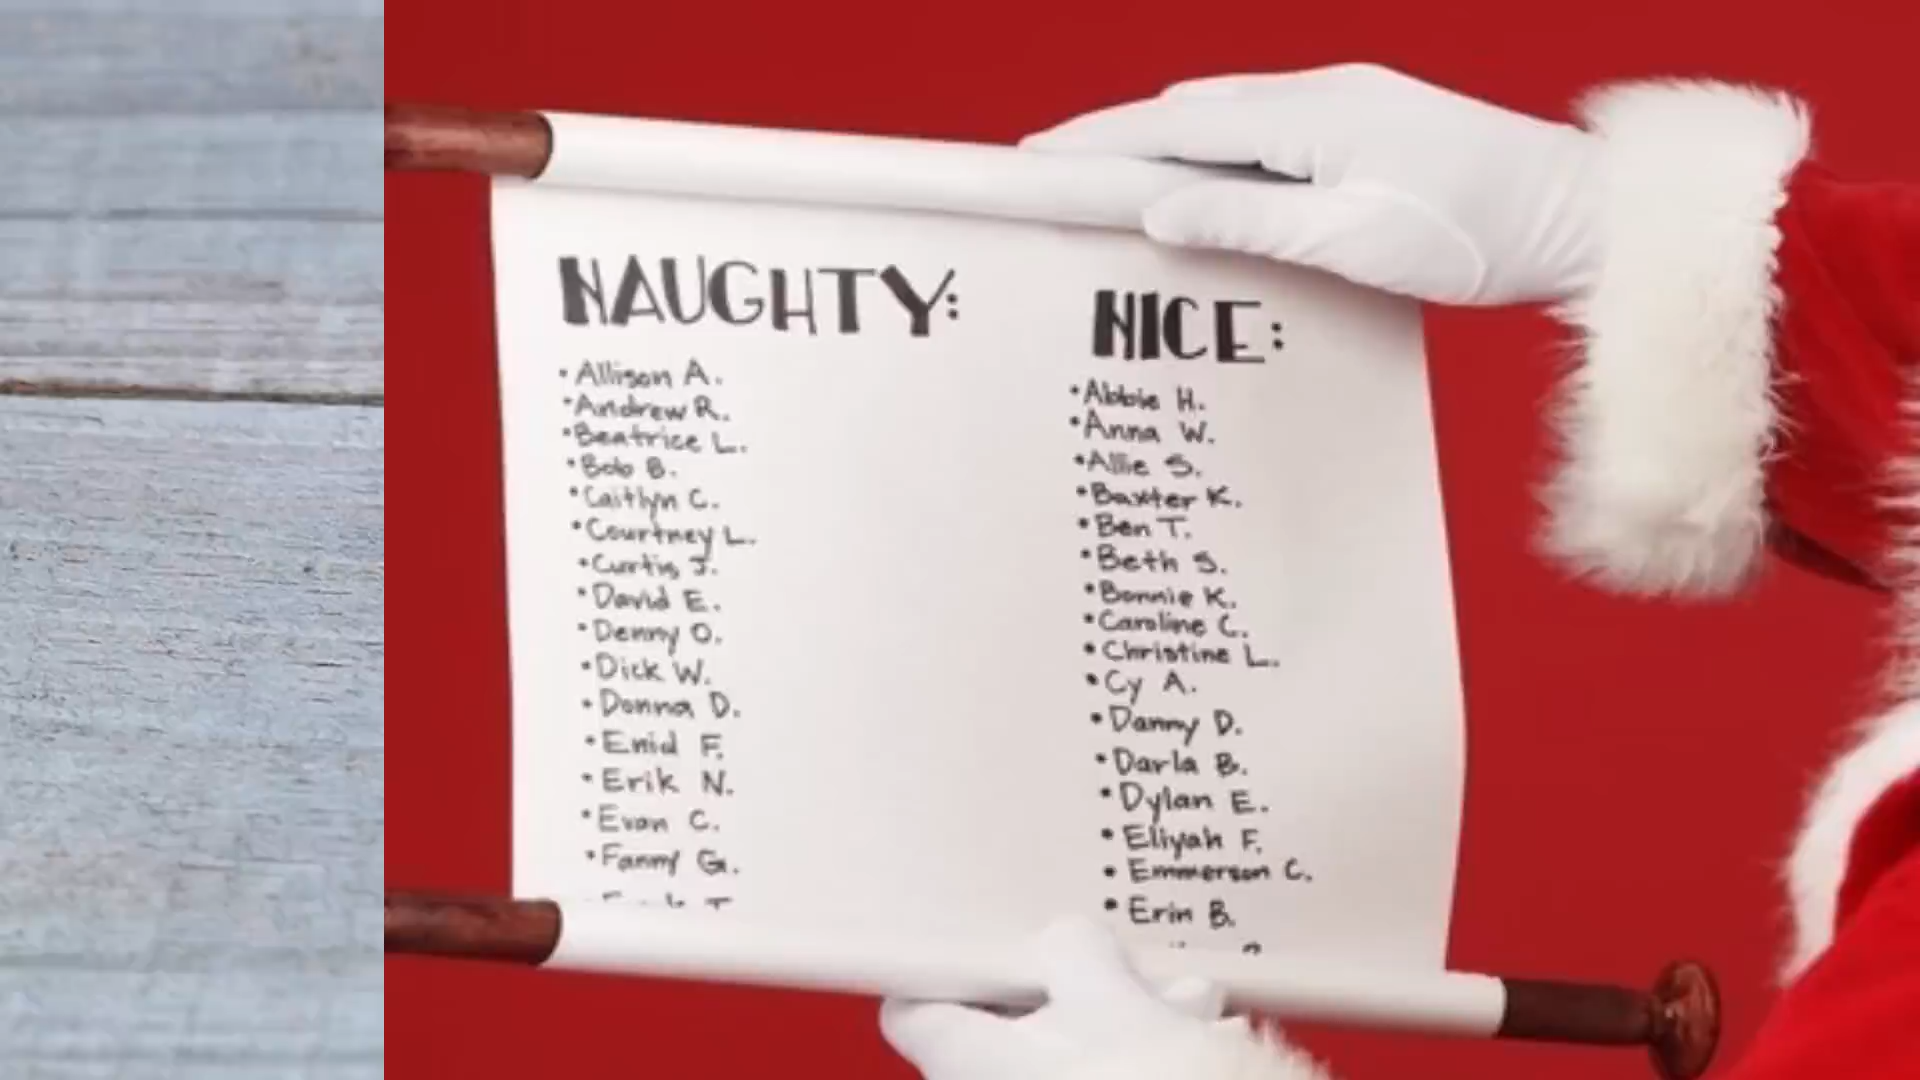 NAUGHTY:
• Allison A.
• Andrew R.
• Beatrice L.
• Bob B.
• Caitlyn C.
• Courtney L.
• Curtis J.
• David E.
• Denny O.
• Dick W.
• Donna D.
• Enid F.
• Erik N.
• Evan C.
• Fanny G.
NICE:
• Abbie H.
• Anna W.
• Allie S.
• Baxter K.
• Ben T.
• Beth S.
• Bonnie K.
• Caroline C.
• Christine L.
• Cy A.
• Danny D.
• Darla B.
• Dylan E.
• Eliyah F.
• Emmerson C.
• Erin B.